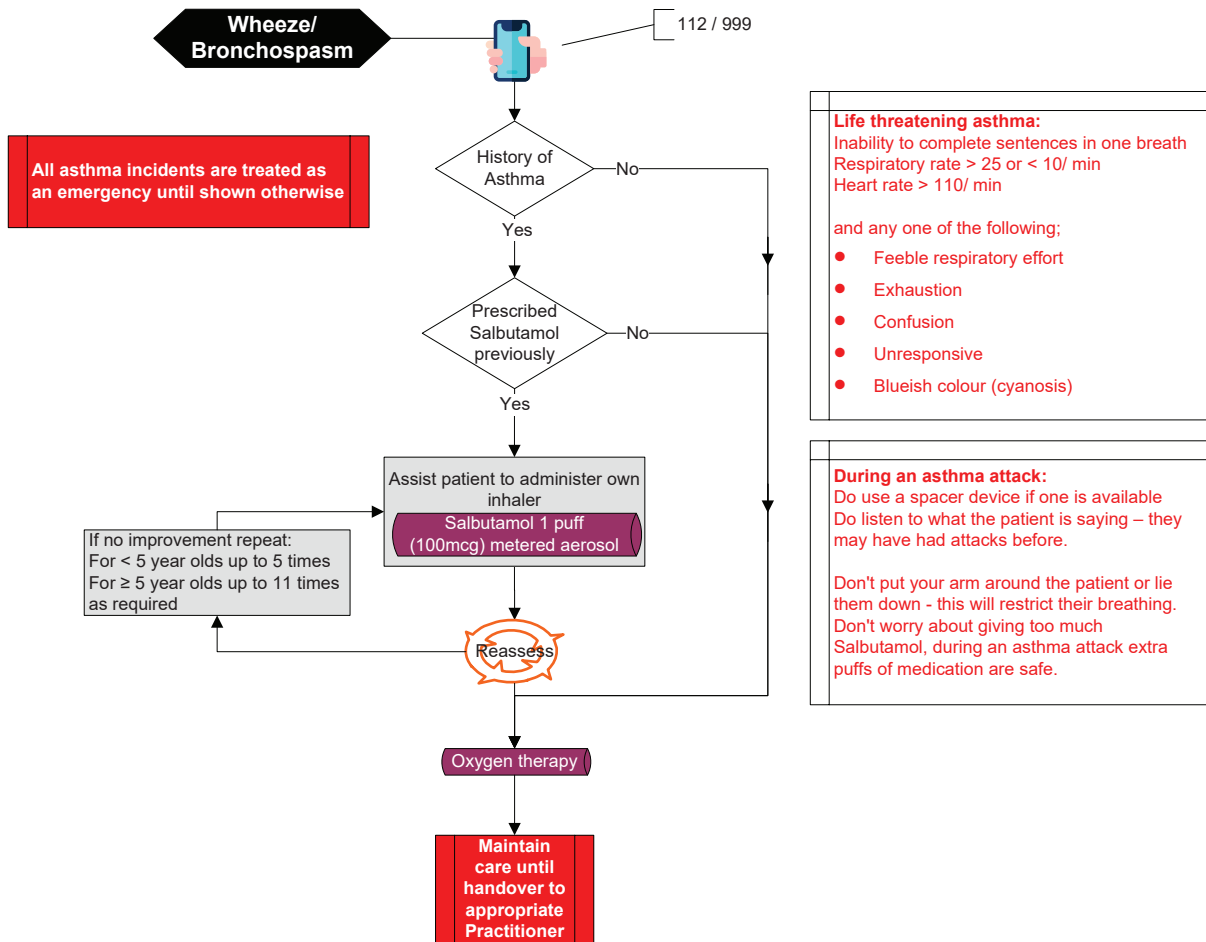 Wheeze/
Bronchospasm
112 / 999
All asthma incidents are treated as
an emergency until shown otherwise
History of
Asthma
No
Yes
Prescribed
Salbutamol
previously
No
Yes
Assist patient to administer own
inhaler
Salbutamol 1 puff
(100mcg) metered aerosol
If no improvement repeat:
For < 5 year olds up to 5 times
For ≥ 5 year olds up to 11 times
as required
Reassess
Oxygen therapy
Maintain
care until
handover to
appropriate
Practitioner
Life threatening asthma:
Inability to complete sentences in one breath
Respiratory rate > 25 or < 10/ min
Heart rate > 110/ min
and any one of the following;
● Feeble respiratory effort
● Exhaustion
● Confusion
● Unresponsive
● Blueish colour (cyanosis)
During an asthma attack:
Do use a spacer device if one is available
Do listen to what the patient is saying – they
may have had attacks before.
Don't put your arm around the patient or lie
them down - this will restrict their breathing.
Don't worry about giving too much
Salbutamol, during an asthma attack extra
puffs of medication are safe.